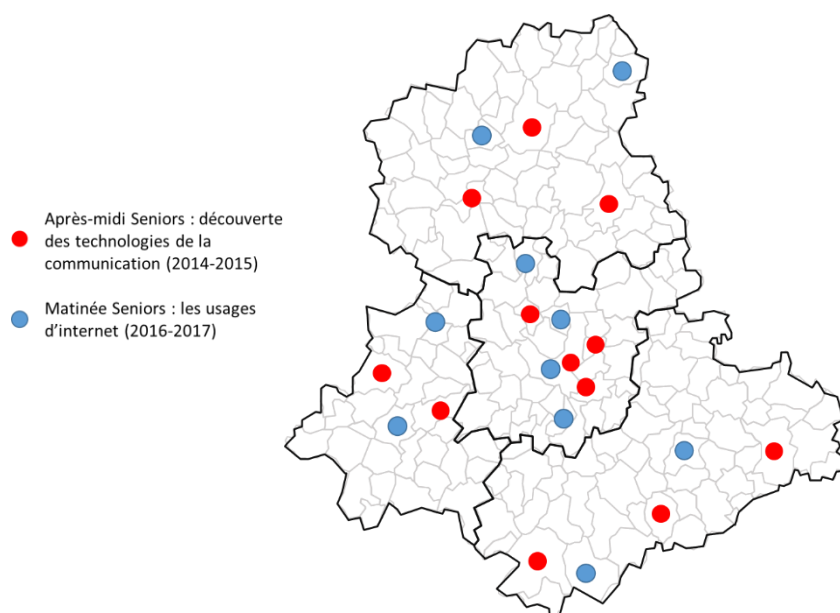 Après-midi Seniors : découverte
des technologies de la
communication (2014-2015)
Matinée Seniors : les usages
d'internet (2016-2017)